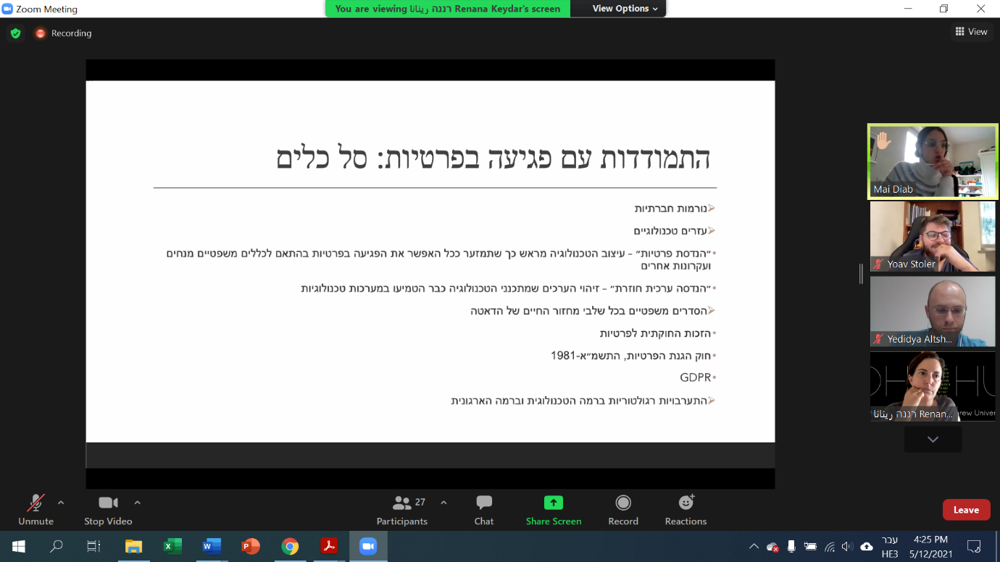 Zoom Meeting
You are viewing רננה رينانا Renana Keydar's screen
View Options
Recording
View
התמודדות עם פגיעה בפרטיות: סל כלים
נורמות חברתיות
עזרים טכנולוגיים
"הנדסת פרטיות" – עיצוב הטכנולוגיה מראש כך שתמזער ככל האפשר את הפגיעה בפרטיות בהתאם לכללים משפטיים מנחים
ועקרונות אחרים
"הנדסה ערכית חוזרת" – זיהוי הערכים שמתכנני הטכנולוגיה כבר הטמיעו במערכות טכנולוגיות
הסדרים משפטיים בכל שלבי מחזור החיים של הדאטה
הזכות החוקתית לפרטיות
חוק הגנת הפרטיות, התשמ"א-1981
GDPR
התערבויות רגולטוריות ברמה הטכנולוגית וברמה הארגונית
Mai Diab
Yoav Stoler
Yedidya Altsh...
רננה رينانا Renan...
rew Univer
Unmute
Stop Video
27
Participants
Chat
Share Screen
Record
Reactions
Leave
עבר
HE3
4:25 PM
5/12/2021